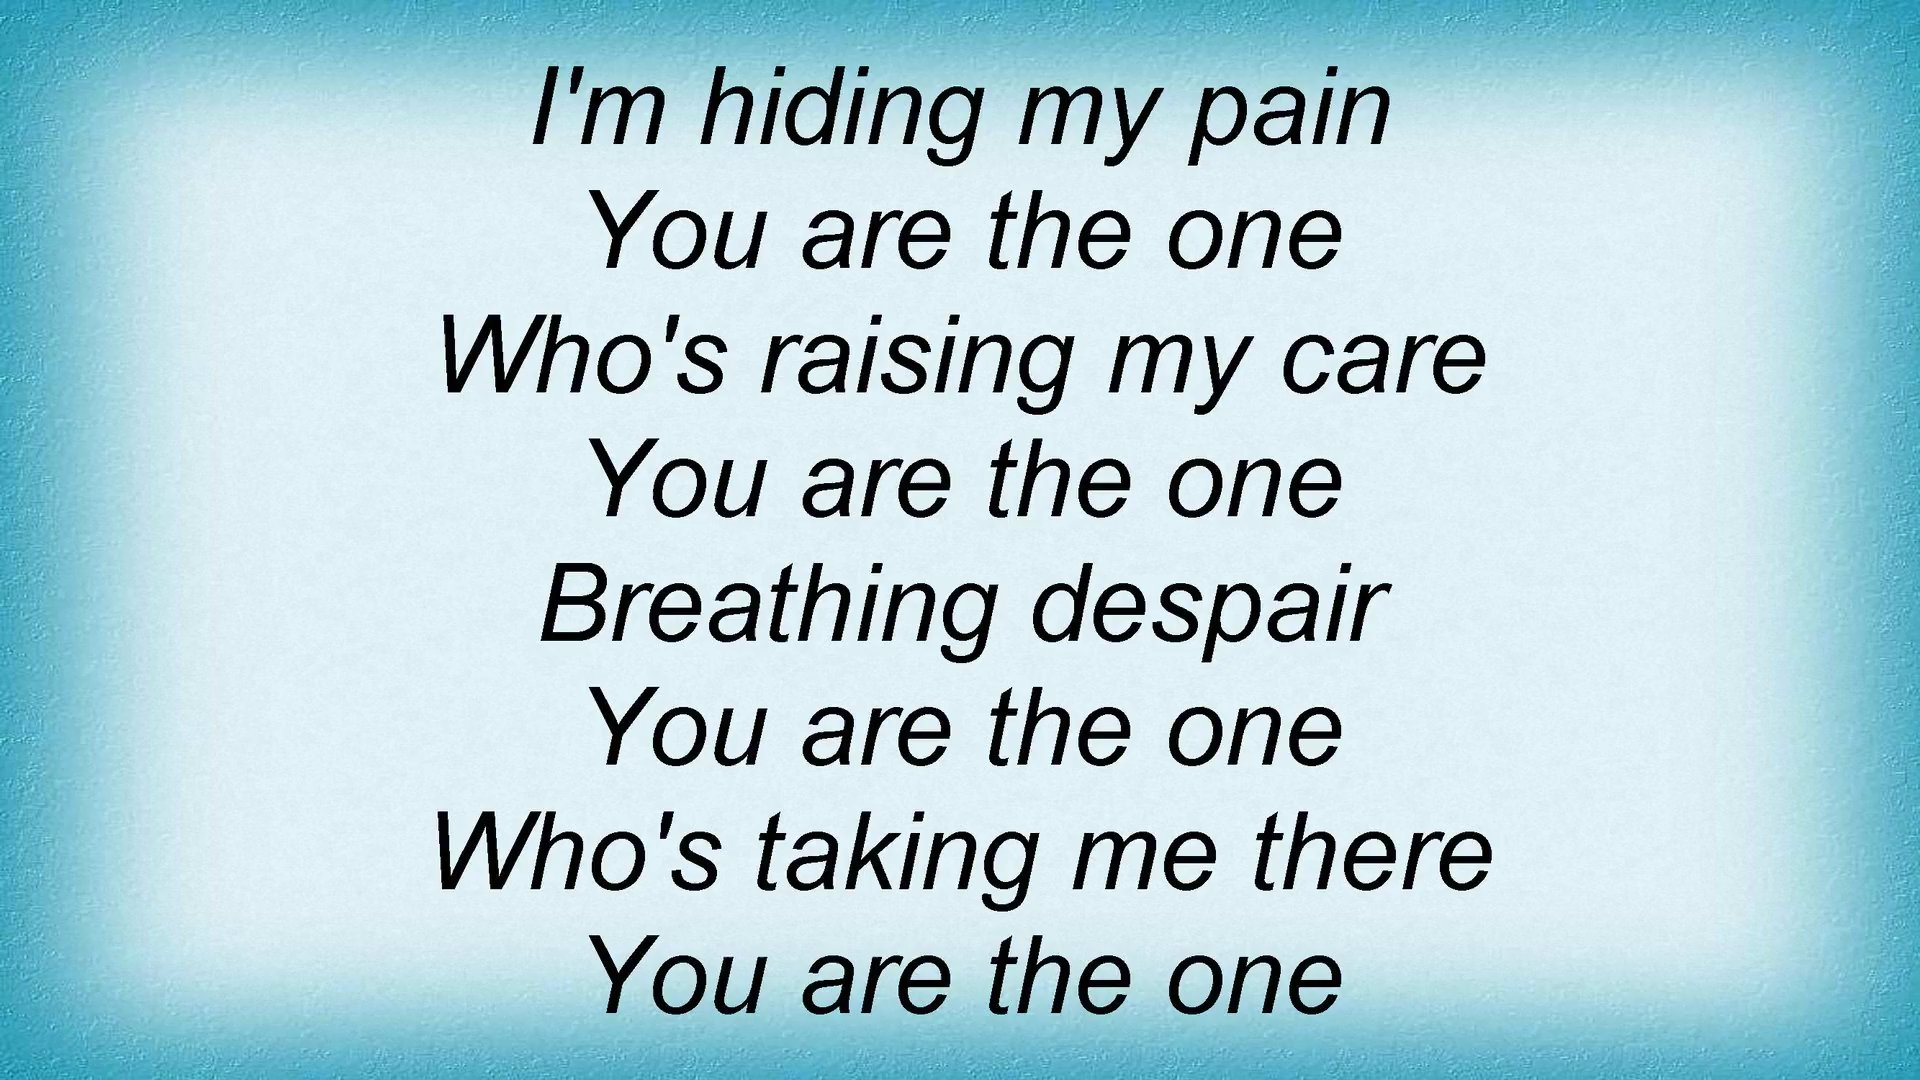 I'm hiding my pain
You are the one
Who's raising my care
You are the one
Breathing despair
You are the one
Who's taking me there
You are the one